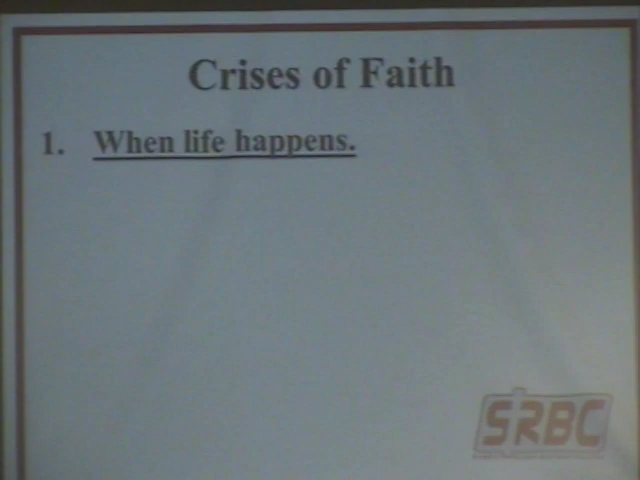 Crises of Faith
1. When life happens.
SRBC